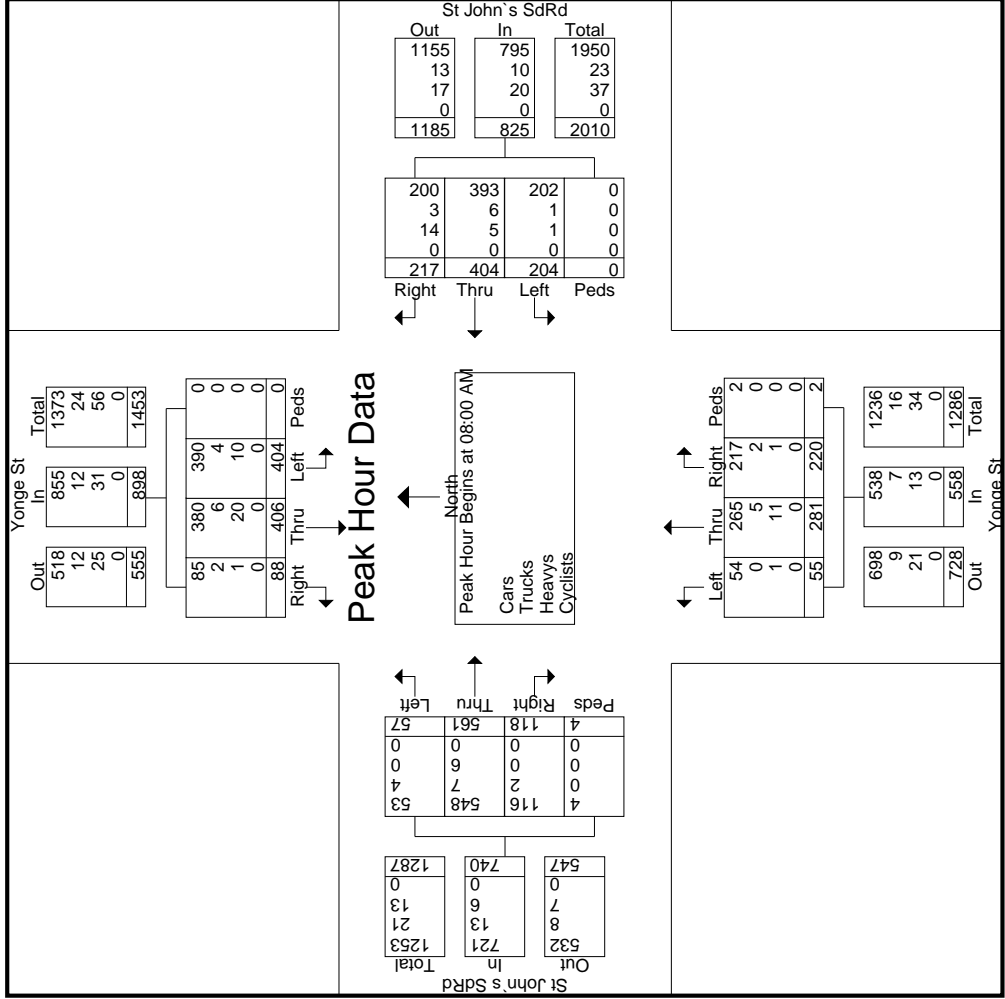 St John`s SdRd
Out In Total
1155 795 1950
13 10 23
17 20 37
0 0 0
1185 825 2010
200 393 202 0
3 6 1 0
14 5 1 0
0 0 0 0
217 404 204 0
Right Thru Left Peds
Yonge St
Out In Total
518 855 1373
12 12 24
25 31 56
0 0 0
555 898 1453
85 380 390 0
2 6 4 0
1 20 10 0
0 0 0 0
88 406 404 0
Right Thru Left Peds
Peak Hour Data
North
Peak Hour Begins at 08:00 AM
Cars
Trucks
Heavys
Cyclists
Left Thru Right Peds
54 265 217 2
0 5 2 0
1 11 1 0
0 0 0 0
55 281 220 2
698 538 1236
9 7 16
21 13 34
0 0 0
728 558 1286
Out In Total
Yonge St
St John`s SdRd
Out In Total
532 721 1253
8 13 21
7 6 13
0 0 0
547 740 1287
4 116 548 53
0 2 7 4
0 0 6 0
0 0 0 0
4 118 561 57
Peds Right Thru Left